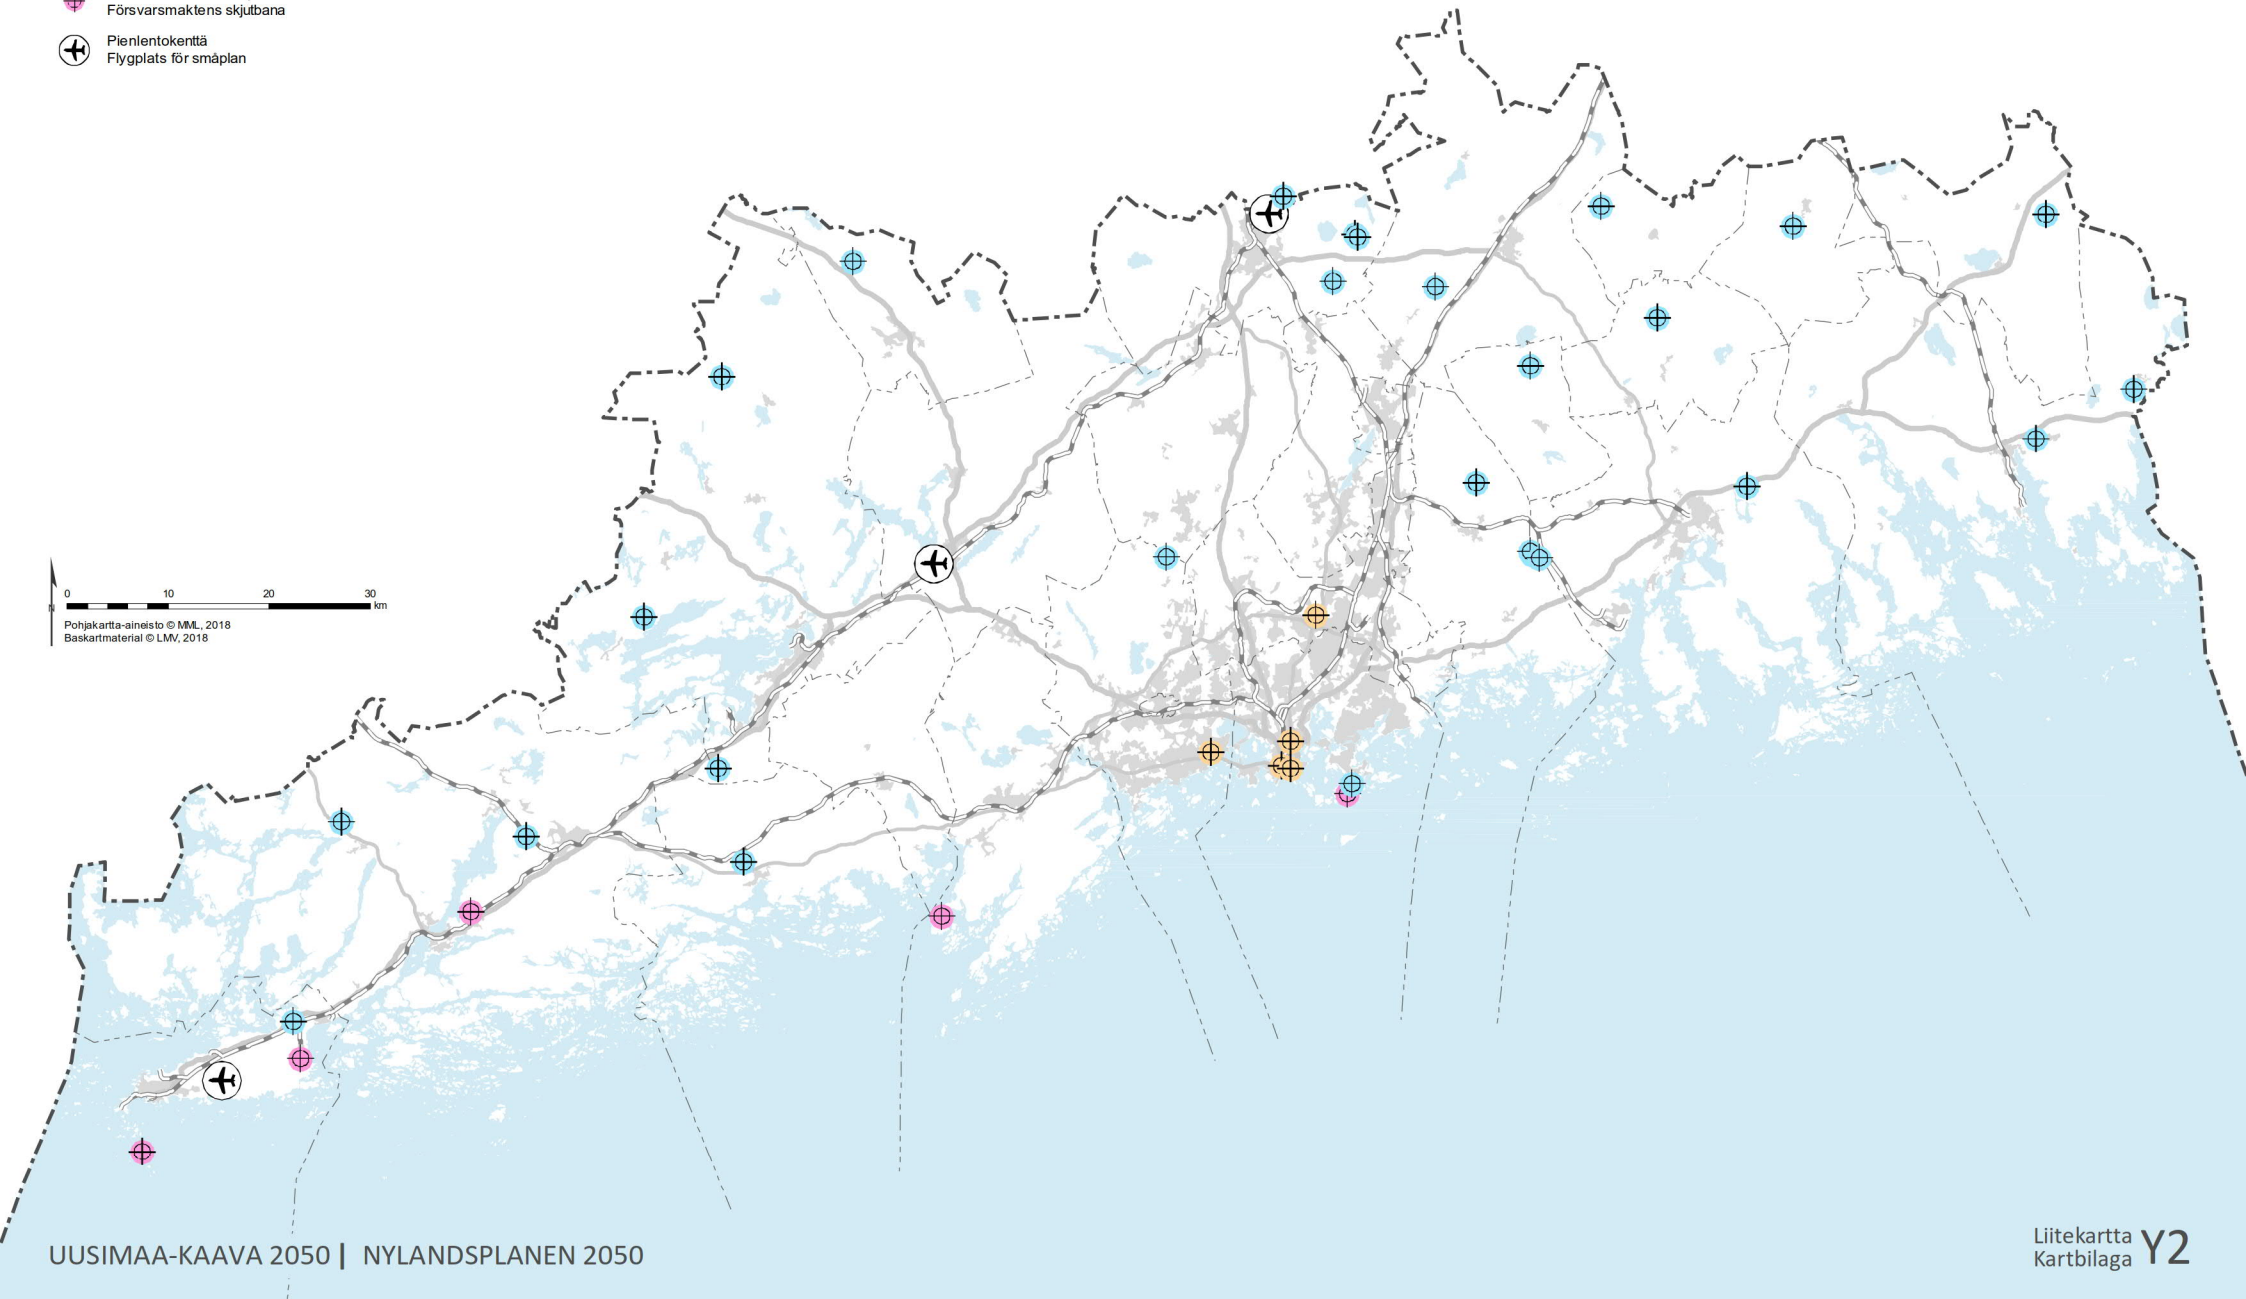 Försvarsmaktens skjutbana
Pienlentokenttä
Flygplats för småplan
0 10 20 30
km
N
Pohjakartta-aineisto © MML, 2018
Baskartmaterial © LMV, 2018
UUSIMAA-KAAVA 2050 | NYLANDSPLANEN 2050
Liitekartta
Kartbilaga Y2